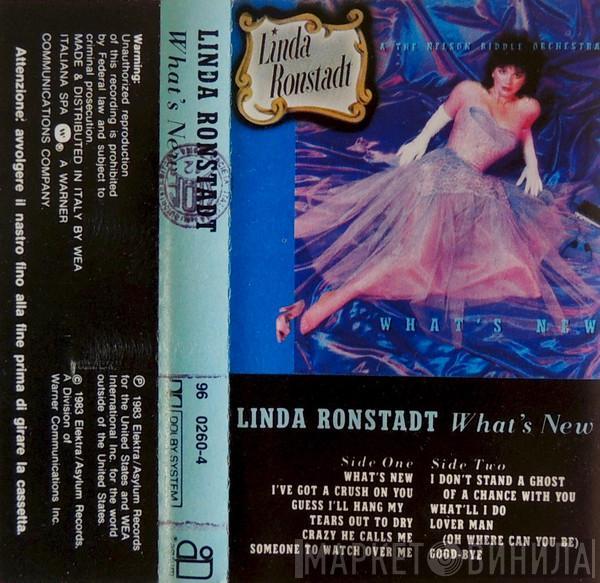 Warning:
Unauthorized reproduction
of this recording is prohibited
by Federal law and subject to
criminal prosecution.
MADE & DISTRIBUTED IN ITALY BY WEA
ITALIANA SPA A WARNER
COMMUNICATIONS COMPANY.
℗ 1983 Elektra/Asylum Records
for the United States and WEA
International Inc. for the world
outside of the United States.
© 1983 Elektra/Asylum Records,
A Division of
Warner Communications Inc.
Attenzione: avvolgere il nastro fino alla fine prima di girare la cassetta.
LINDA RONSTADT
What's New
96 0260-4
DOLBY SYSTEM
Linda
Ronstadt
& THE NELSON RIDDLE ORCHESTRA
WHAT'S NEW
LINDA RONSTADT What's New
Side One
WHAT'S NEW
I'VE GOT A CRUSH ON YOU
GUESS I'LL HANG MY
TEARS OUT TO DRY
CRAZY HE CALLS ME
SOMEONE TO WATCH OVER ME
Side Two
I DON'T STAND A GHOST
OF A CHANCE WITH YOU
WHAT'LL I DO
LOVER MAN
(OH WHERE CAN YOU BE)
GOOD-BYE
МАРКЕТ ВИНИЛА